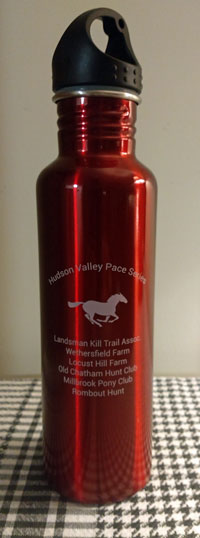 Hudson Valley Pace Series
Landsman Kill Trail Assoc.
Wethersfield Farm
Locust Hill Farm
Old Chatham Hunt Club
Millbrook Pony Club
Rombout Hunt